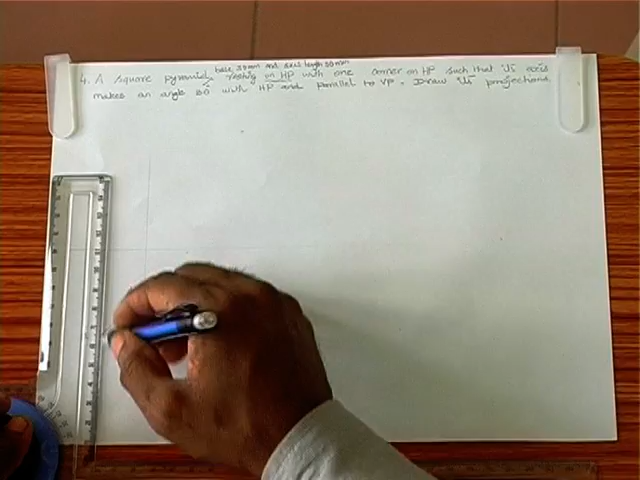 base 30mm and axis length 50mm
4. A square pyramid, resting on HP with one corner on HP such that its axis
makes an angle 30° with HP and parallel to VP. Draw its projections.